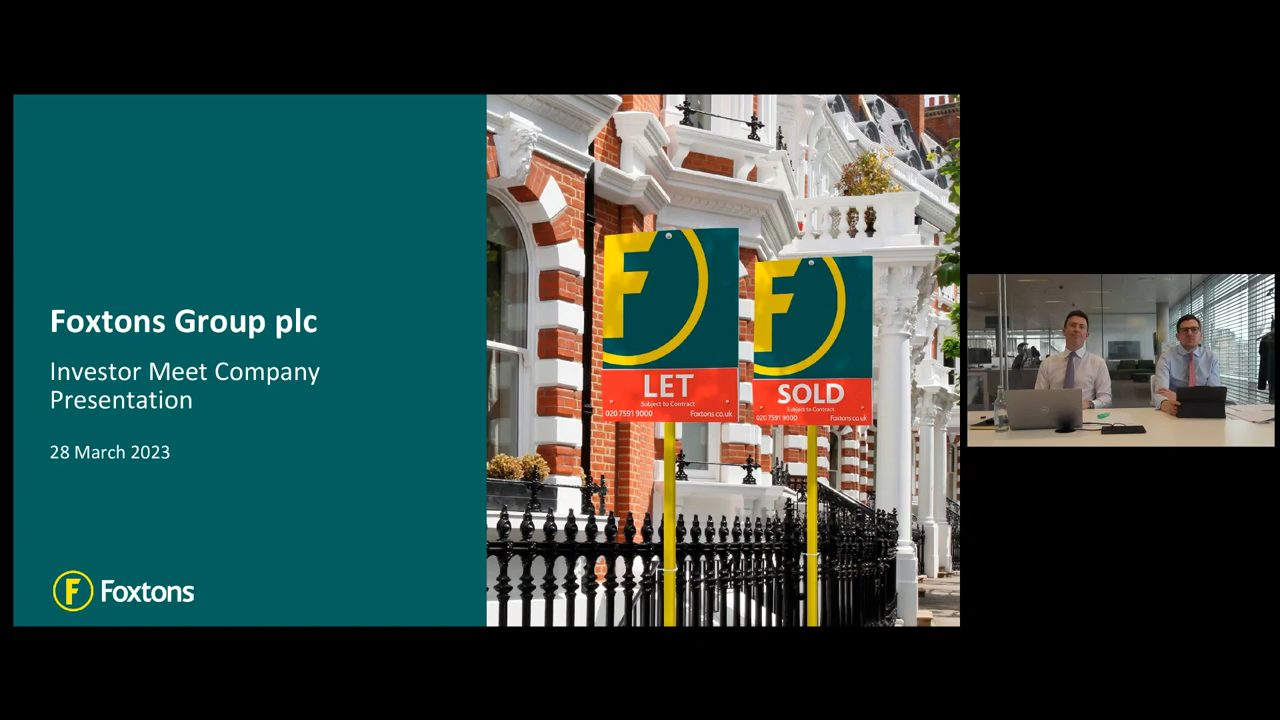 Foxtons Group plc
Investor Meet Company
Presentation
28 March 2023
F Foxtons
F
LET
Subject to Contract
020 7591 9000 Foxtons.co.uk
F
SOLD
Subject to Contract
020 7591 9000 Foxtons.co.uk